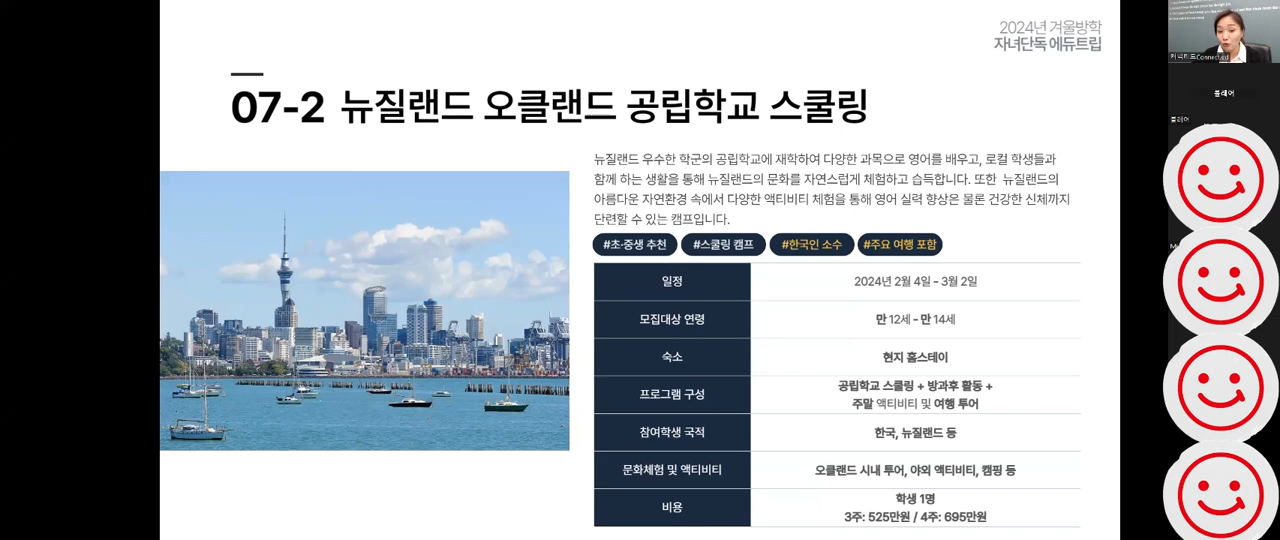 2024년 겨울방학
자녀단독 에듀트립
07-2 뉴질랜드 오클랜드 공립학교 스쿨링
뉴질랜드 우수한 학군의 공립학교에 재학하여 다양한 과목으로 영어를 배우고, 로컬 학생들과
함께 하는 생활을 통해 뉴질랜드의 문화를 자연스럽게 체험하고 습득합니다. 또한 뉴질랜드의
아름다운 자연환경 속에서 다양한 액티비티 체험을 통해 영어 실력 향상은 물론 건강한 신체까지
단련할 수 있는 캠프입니다.
#초·중생 추천 #스쿨링 캠프 #한국인 소수 #주요 여행 포함
일정 2024년 2월 4일 - 3월 2일
모집대상 연령 만 12세 - 만 14세
숙소 현지 홈스테이
프로그램 구성 공립학교 스쿨링 + 방과후 활동 +
주말 액티비티 및 여행 투어
참여학생 국적 한국, 뉴질랜드 등
문화체험 및 액티비티 오클랜드 시내 투어, 야외 액티비티, 캠핑 등
비용 학생 1명
3주: 525만원 / 4주: 695만원
커넥티드Connected
플레어
플레어